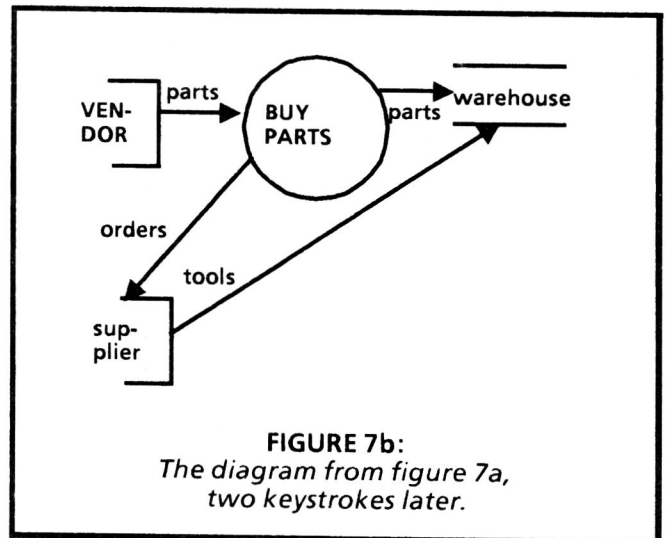 parts
VEN-
DOR
BUY
PARTS
parts
warehouse
orders
tools
sup-
plier
FIGURE 7b:
The diagram from figure 7a,
two keystrokes later.